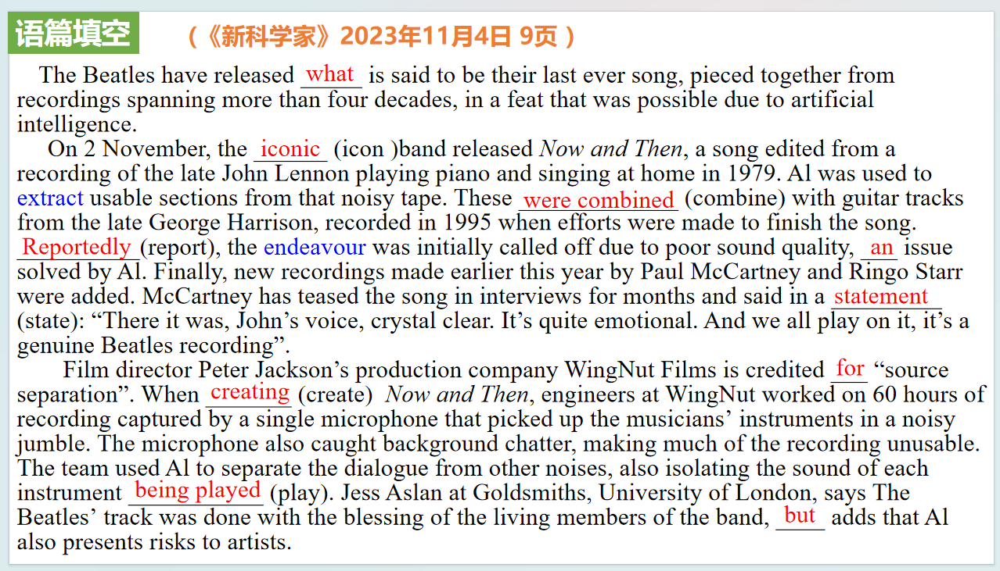 语篇填空 (《新科学家》2023年11月4日 9页 )
The Beatles have released what is said to be their last ever song, pieced together from
recordings spanning more than four decades, in a feat that was possible due to artificial
intelligence.
On 2 November, the iconic (icon )band released Now and Then, a song edited from a
recording of the late John Lennon playing piano and singing at home in 1979. Al was used to
extract usable sections from that noisy tape. These were combined (combine) with guitar tracks
from the late George Harrison, recorded in 1995 when efforts were made to finish the song.
Reportedly (report), the endeavour was initially called off due to poor sound quality, an issue
solved by Al. Finally, new recordings made earlier this year by Paul McCartney and Ringo Starr
were added. McCartney has teased the song in interviews for months and said in a statement
(state): “There it was, John’s voice, crystal clear. It’s quite emotional. And we all play on it, it’s a
genuine Beatles recording”.
Film director Peter Jackson’s production company WingNut Films is credited for “source
separation”. When creating (create) Now and Then, engineers at WingNut worked on 60 hours of
recording captured by a single microphone that picked up the musicians’ instruments in a noisy
jumble. The microphone also caught background chatter, making much of the recording unusable.
The team used Al to separate the dialogue from other noises, also isolating the sound of each
instrument being played (play). Jess Aslan at Goldsmiths, University of London, says The
Beatles’ track was done with the blessing of the living members of the band, but adds that Al
also presents risks to artists.